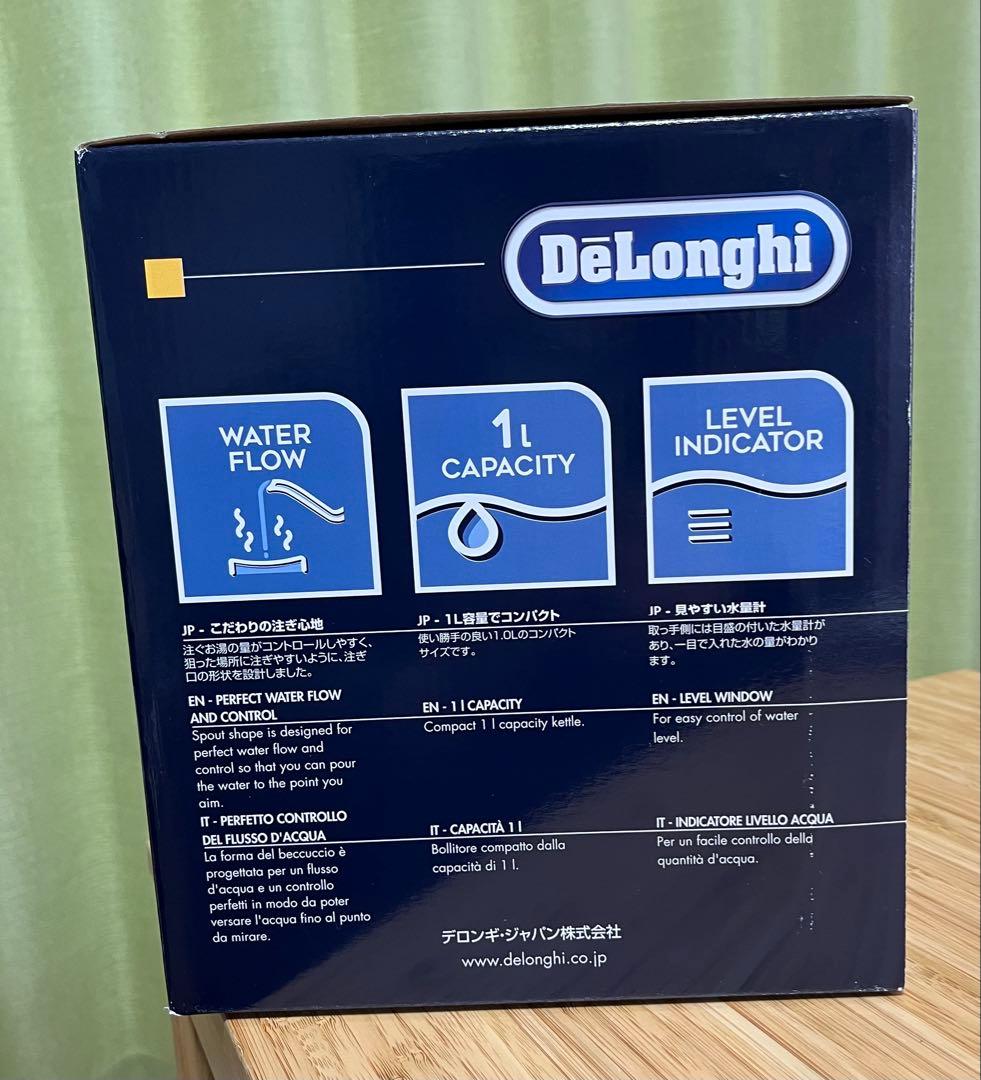 DēLonghi
WATER
FLOW
1L
CAPACITY
LEVEL
INDICATOR
JP - こだわりの注ぎ心地
注ぐお湯の量がコントロールしやすく、
狙った場所に注ぎやすいように、注ぎ
口の形状を設計しました。
EN - PERFECT WATER FLOW
AND CONTROL
Spout shape is designed for
perfect water flow and
control so that you can pour
the water to the point you
aim.
IT - PERFETTO CONTROLLO
DEL FLUSSO D'ACQUA
La forma del beccuccio è
progettata per un flusso
d'acqua e un controllo
perfetti in modo da poter
versare l'acqua fino al punto
da mirare.
JP - 1L容量でコンパクト
使い勝手の良い1.0Lのコンパクト
サイズです。
EN - 1 l CAPACITY
Compact 1 l capacity kettle.
IT - CAPACITÀ 1 l
Bollitore compatto dalla
capacità di 1 l.
JP - 見やすい水量計
取っ手側には目盛の付いた水量計が
あり、一目で入れた水の量がわかり
ます。
EN - LEVEL WINDOW
For easy control of water
level.
IT - INDICATORE LIVELLO ACQUA
Per un facile controllo della
quantità d'acqua.
デロンギ・ジャパン株式会社
www.delonghi.co.jp